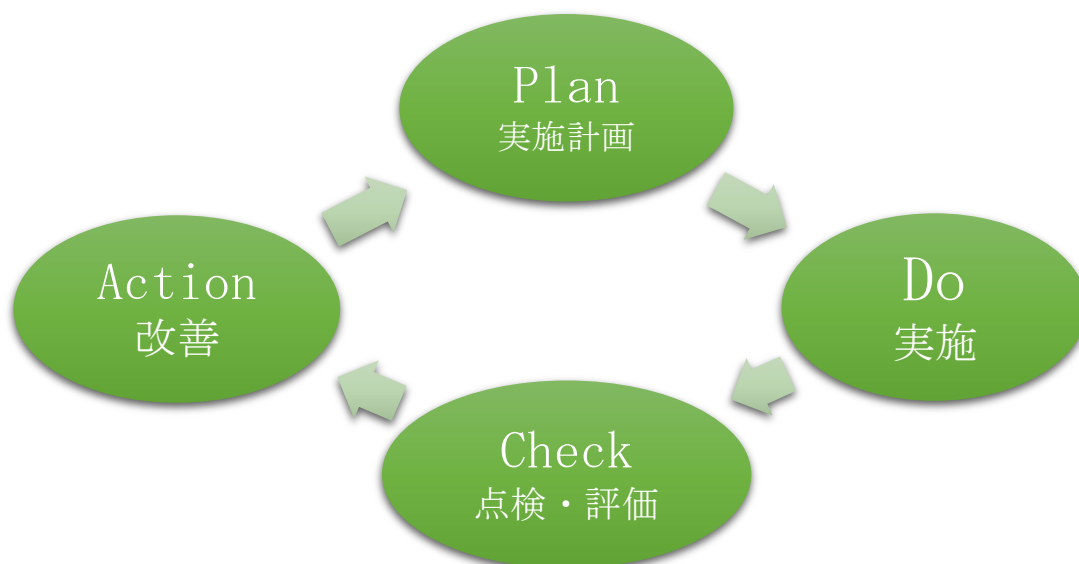 Plan
実施計画
Do
実施
Check
点検・評価
Action
改善